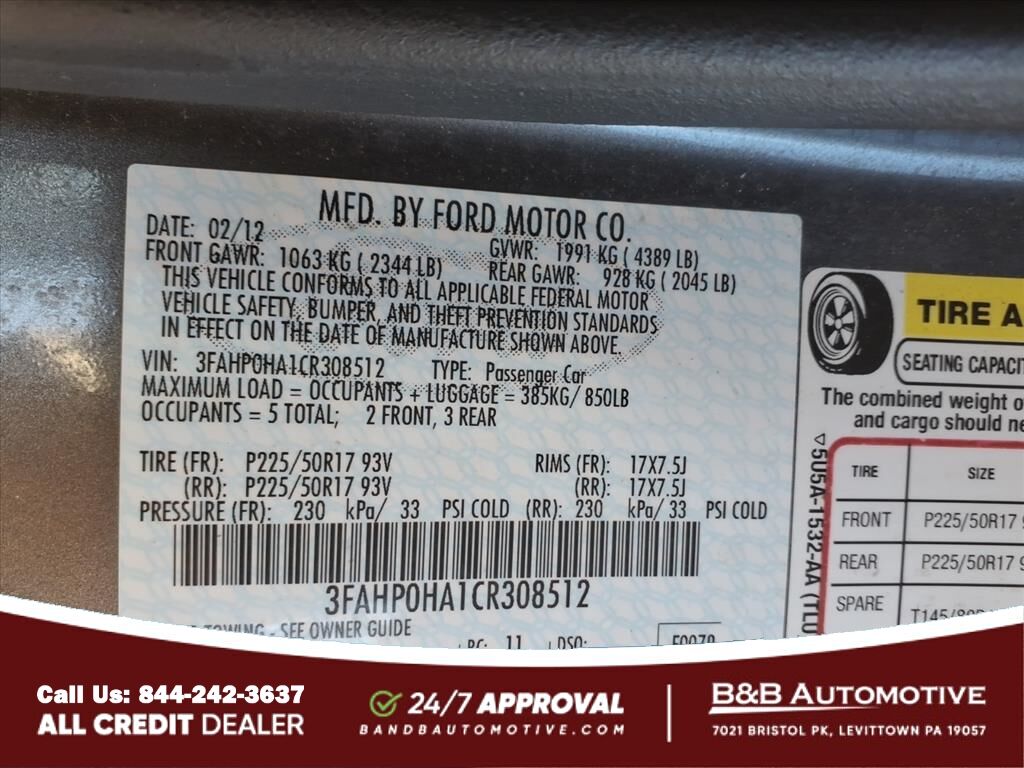 MFD. BY FORD MOTOR CO.
DATE: 02/12 GVWR: 1991 KG ( 4389 LB)
FRONT GAWR: 1063 KG ( 2344 LB) REAR GAWR: 928 KG ( 2045 LB)
THIS VEHICLE CONFORMS TO ALL APPLICABLE FEDERAL MOTOR
VEHICLE SAFETY, BUMPER, AND THEFT PREVENTION STANDARDS
IN EFFECT ON THE DATE OF MANUFACTURE SHOWN ABOVE.
VIN: 3FAHP0HA1CR308512 TYPE: Passenger Car
MAXIMUM LOAD = OCCUPANTS + LUGGAGE = 385KG/ 850LB
OCCUPANTS = 5 TOTAL; 2 FRONT, 3 REAR
TIRE (FR): P225/50R17 93V RIMS (FR): 17X7.5J
(RR): P225/50R17 93V (RR): 17X7.5J
PRESSURE (FR): 230 kPa/ 33 PSI COLD (RR): 230 kPa/ 33 PSI COLD
3FAHP0HA1CR308512
TOWING - SEE OWNER GUIDE
RC: 11 DSO:
TIRE A
SEATING CAPACIT
The combined weight o
and cargo should ne
TIRE SIZE
FRONT P225/50R17 9
REAR P225/50R17 9
SPARE
5U5A-1532-AA (TLU
Call Us: 844-242-3637
ALL CREDIT DEALER
24/7 APPROVAL
BANDBAUTOMOTIVE.COM
B&B AUTOMOTIVE
7021 BRISTOL PK, LEVITTOWN PA 19057